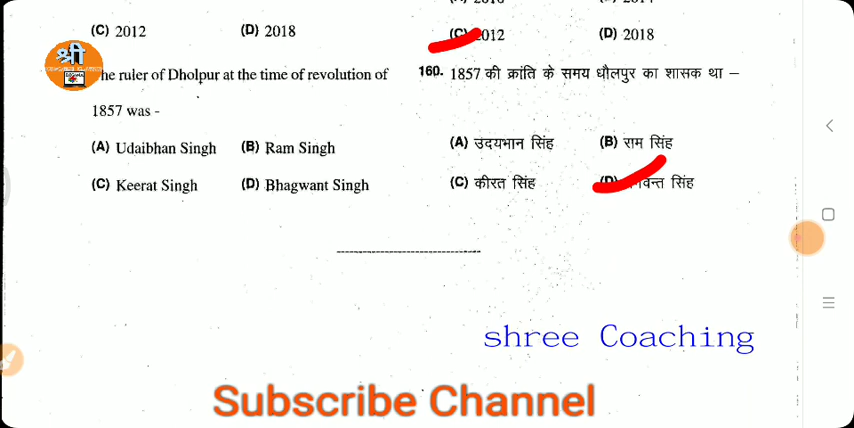 (C) 2012 (D) 2018
(C) 2012 (D) 2018
श्री
he ruler of Dholpur at the time of revolution of
1857 was -
(A) Udaibhan Singh (B) Ram Singh
(C) Keerat Singh (D) Bhagwant Singh
160. 1857 की क्रांति के समय धौलपुर का शासक था –
(A) उदयभान सिंह (B) राम सिंह
(C) कीरत सिंह (D) वन्त सिंह
shree Coaching
Subscribe Channel